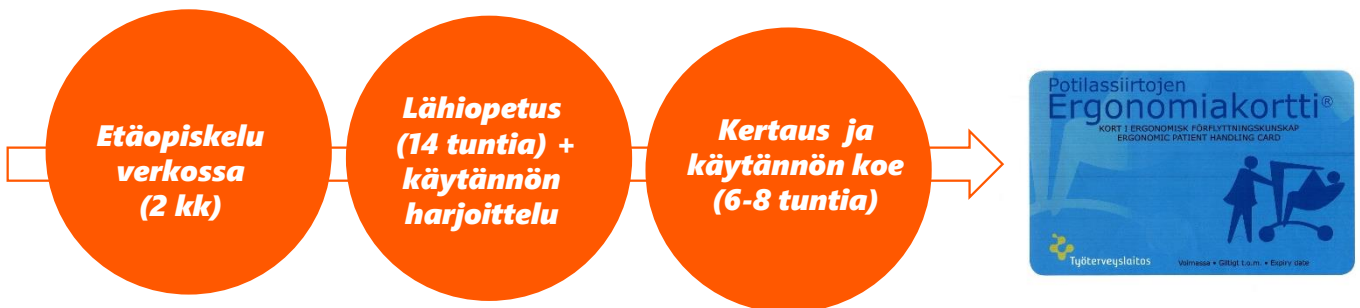 Etäopiskelu
verkossa
(2 kk)
Lähiopetus
(14 tuntia) +
käytännön
harjoittelu
Kertaus ja
käytännön koe
(6-8 tuntia)
Potilassiirtojen
Ergonomiakortti®
KORT I ERGONOMISK FÖRFLYTTNINGSKUNSKAP
ERGONOMIC PATIENT HANDLING CARD
Työterveyslaitos
Voimassa • Giltigt t.o.m. • Expiry date